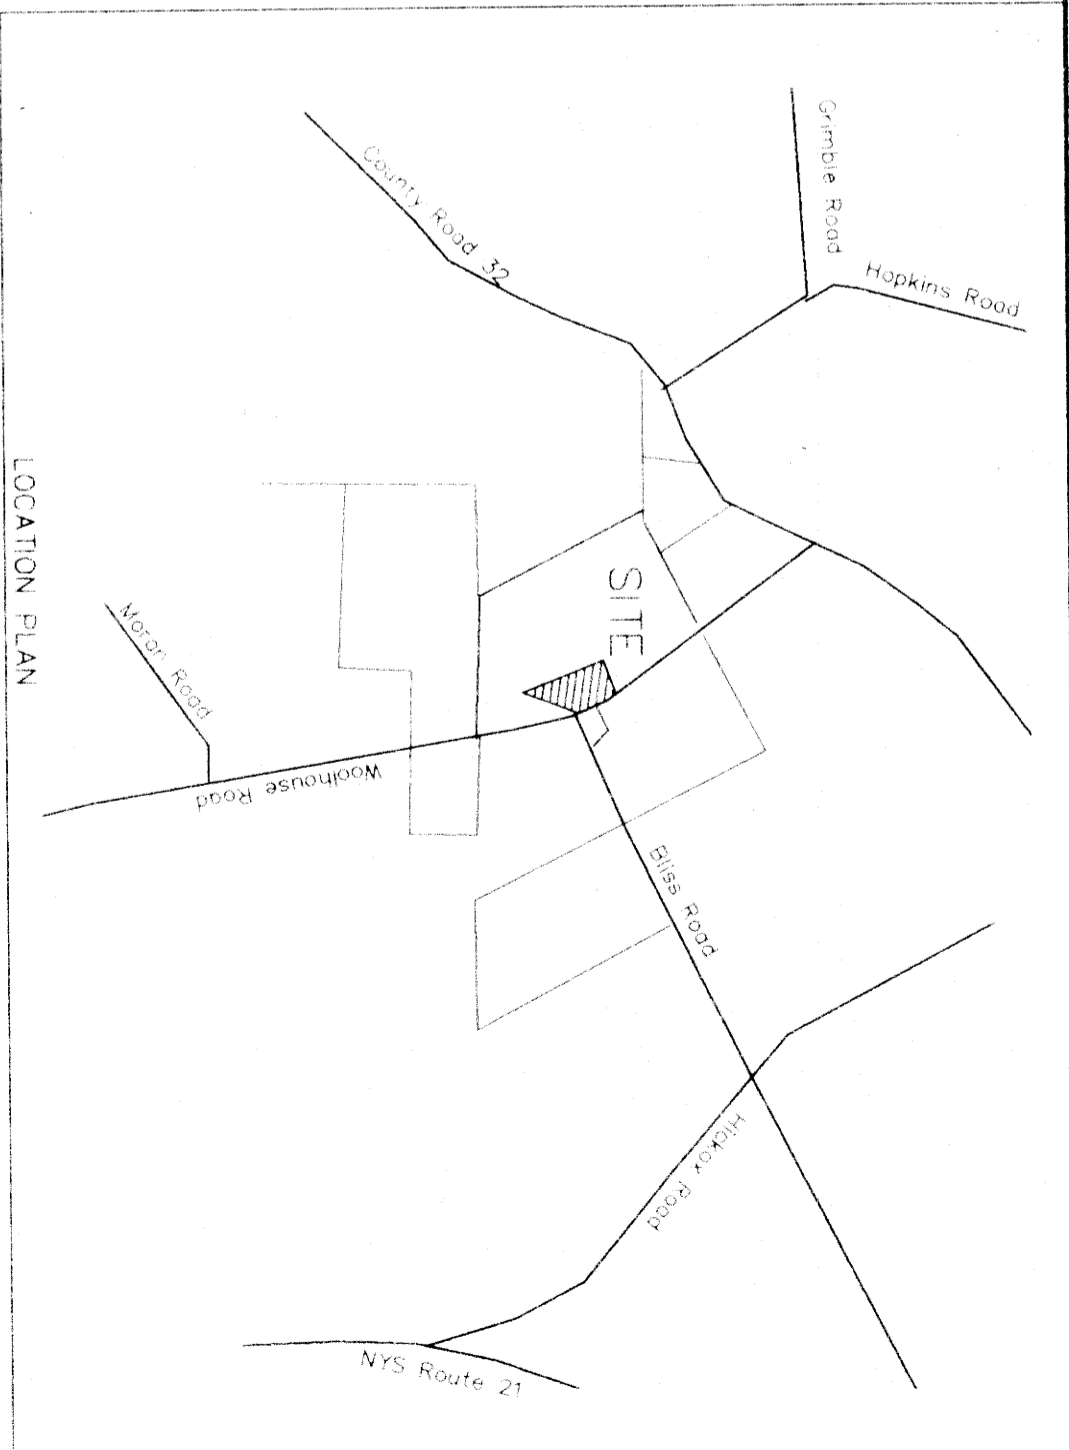 Grimble Road
Hopkins Road
County Road 32
SITE
LOCATION PLAN
Moran Road
Woolhouse Road
Bliss Road
Hickox Road
NYS Route 21